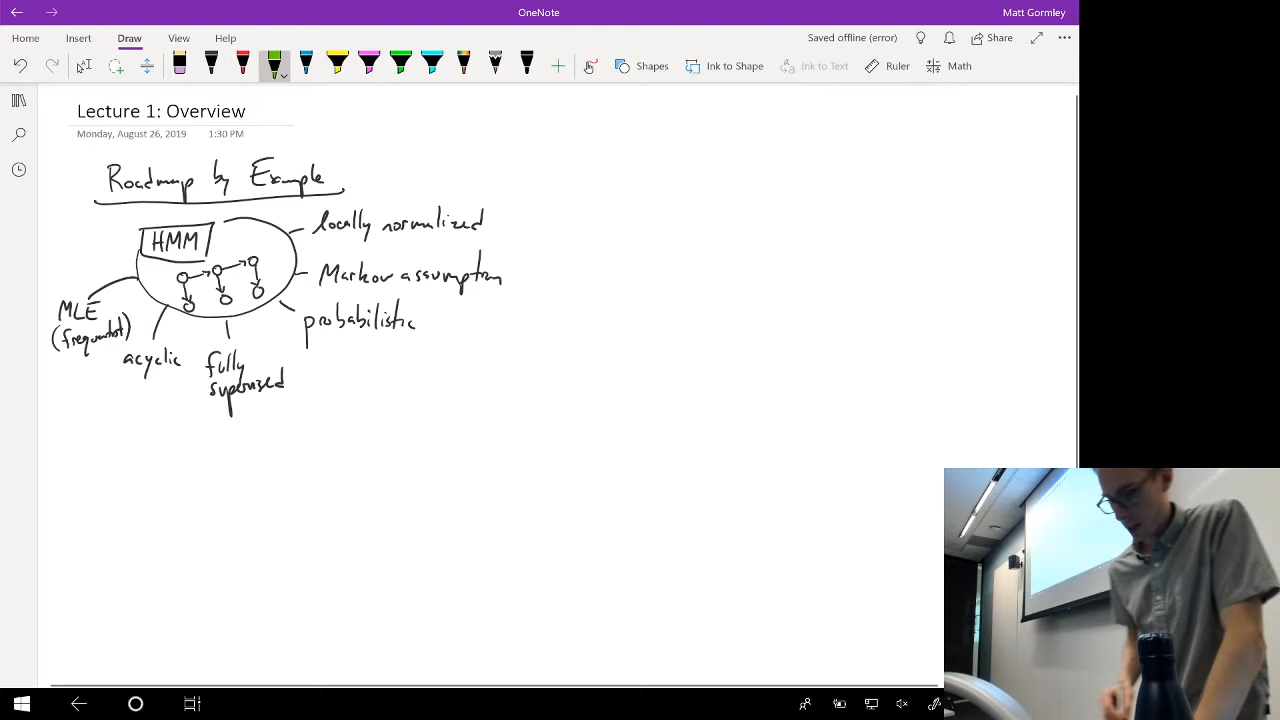 OneNote
Matt Gormley
Home Insert Draw View Help
Saved offline (error)
Share
Shapes
Ink to Shape
Ink to Text
Ruler
Math
Lecture 1: Overview
Monday, August 26, 2019 1:30 PM
Roadmap by Example
HMM
locally normalized
Markov assumption
probabilistic
MLE
(frequentist)
acyclic
fully
supervised